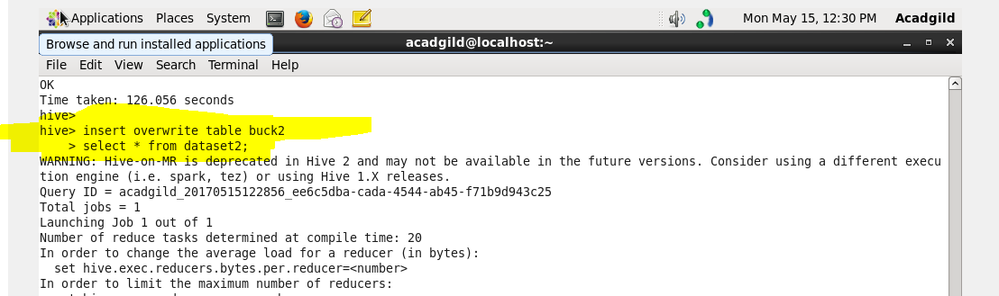 Applications Places System Mon May 15, 12:30 PM Acadgild
Browse and run installed applications
acadgild@localhost:~
File Edit View Search Terminal Help
OK
Time taken: 126.056 seconds
hive>
hive> insert overwrite table buck2
> select * from dataset2;
WARNING: Hive-on-MR is deprecated in Hive 2 and may not be available in the future versions. Consider using a different execu
tion engine (i.e. spark, tez) or using Hive 1.X releases.
Query ID = acadgild_20170515122856_ee6c5dba-cada-4544-ab45-f71b9d943c25
Total jobs = 1
Launching Job 1 out of 1
Number of reduce tasks determined at compile time: 20
In order to change the average load for a reducer (in bytes):
set hive.exec.reducers.bytes.per.reducer=<number>
In order to limit the maximum number of reducers: